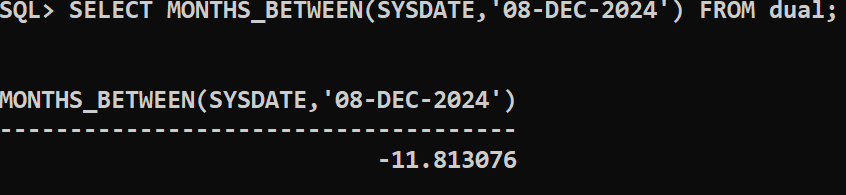 SQL> SELECT MONTHS_BETWEEN(SYSDATE,'08-DEC-2024') FROM dual;
MONTHS_BETWEEN(SYSDATE,'08-DEC-2024')
-------------------------------------
-11.813076